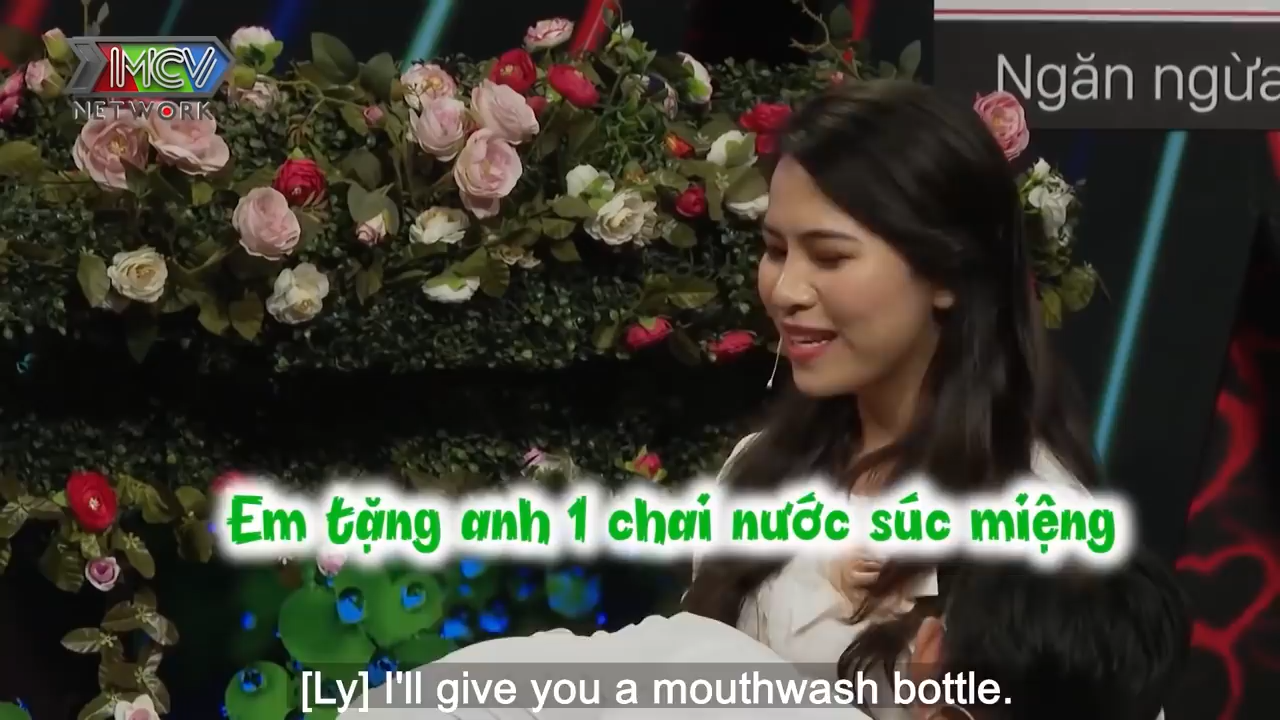 MCV
NETWORK
Ngăn ngừa
Em tặng anh 1 chai nước súc miệng
[Ly] I'll give you a mouthwash bottle.